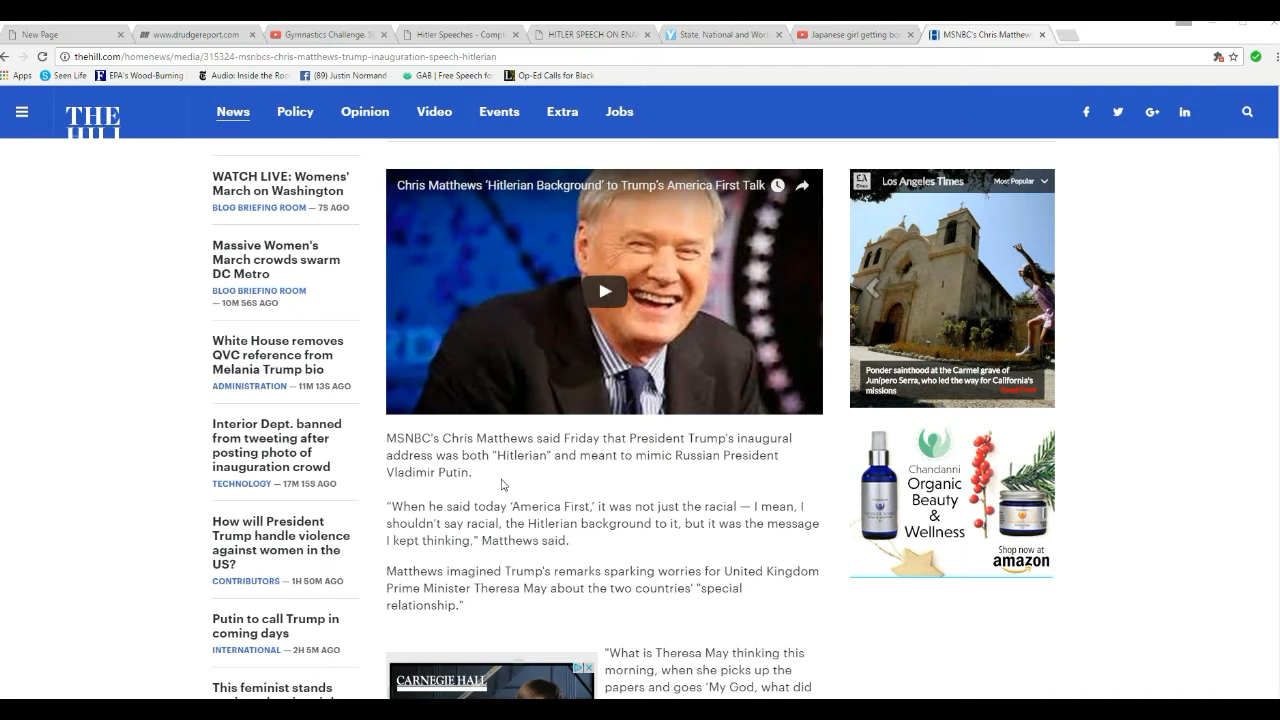 New Page
www.drudgereport.com
Gymnastics Challenge. S
Hitler Speeches - Compl
HITLER SPEECH ON ENA
State, National and Wor
Japanese girl getting bo
MSNBC's Chris Matthew
thehill.com/homenews/media/315324-msnbcs-chris-matthews-trump-inauguration-speech-hitlerian
Apps
Seen Life
EPA's Wood-Burning
Audio: Inside the Roo
(89) Justin Normand
GAB | Free Speech for
Op-Ed Calls for Black
THE
HILL
News
Policy
Opinion
Video
Events
Extra
Jobs
WATCH LIVE: Womens'
March on Washington
BLOG BRIEFING ROOM — 7S AGO
Massive Women's
March crowds swarm
DC Metro
BLOG BRIEFING ROOM
— 10M 56S AGO
White House removes
QVC reference from
Melania Trump bio
ADMINISTRATION — 11M 13S AGO
Interior Dept. banned
from tweeting after
posting photo of
inauguration crowd
TECHNOLOGY — 17M 15S AGO
How will President
Trump handle violence
against women in the
US?
CONTRIBUTORS — 1H 50M AGO
Putin to call Trump in
coming days
INTERNATIONAL — 2H 5M AGO
This feminist stands
Chris Matthews 'Hitlerian Background' to Trump's America First Talk
MSNBC's Chris Matthews said Friday that President Trump's inaugural
address was both "Hitlerian" and meant to mimic Russian President
Vladimir Putin.
“When he said today ‘America First,’ it was not just the racial — I mean, I
shouldn’t say racial, the Hitlerian background to it, but it was the message
I kept thinking," Matthews said.
Matthews imagined Trump's remarks sparking worries for United Kingdom
Prime Minister Theresa May about the two countries' "special
relationship."
CARNEGIE HALL
"What is Theresa May thinking this
morning, when she picks up the
papers and goes ‘My God, what did
Los Angeles Times
Most Popular
Ponder sainthood at the Carmel grave of
Junípero Serra, who led the way for California's
missions
Chandanni
Organic
Beauty
&
Wellness
Shop now at
amazon